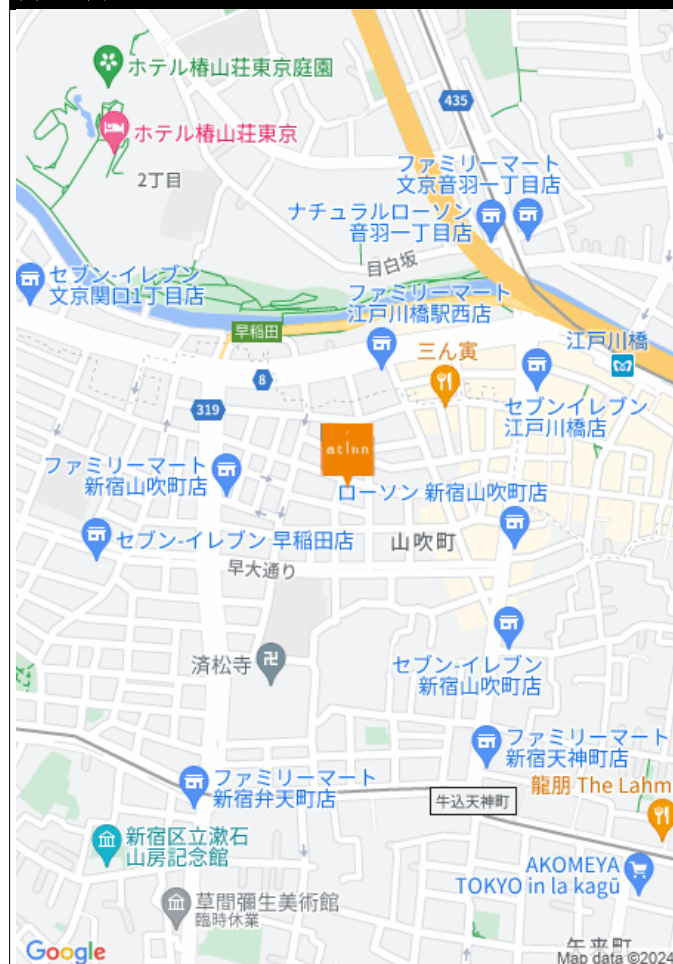 ホテル椿山荘東京庭園
ホテル椿山荘東京
2丁目
435
ファミリーマート
文京音羽一丁目店
ナチュラルローソン
音羽一丁目店
目白坂
セブン-イレブン
文京関口1丁目店
ファミリーマート
江戸川橋駅西店
早稲田
江戸川橋
三ん寅
8
319
セブンイレブン
江戸川橋店
atinn
ファミリーマート
新宿山吹町店
ローソン 新宿山吹町店
セブン-イレブン 早稲田店
山吹町
早大通り
済松寺
セブン-イレブン
新宿山吹町店
ファミリーマート
新宿天神町店
ファミリーマート
新宿弁天町店
龍朋 The Lahm
牛込天神町
新宿区立漱石
山房記念館
AKOMEYA
TOKYO in la kagū
草間彌生美術館
臨時休業
矢来町
Google
Map data ©2024